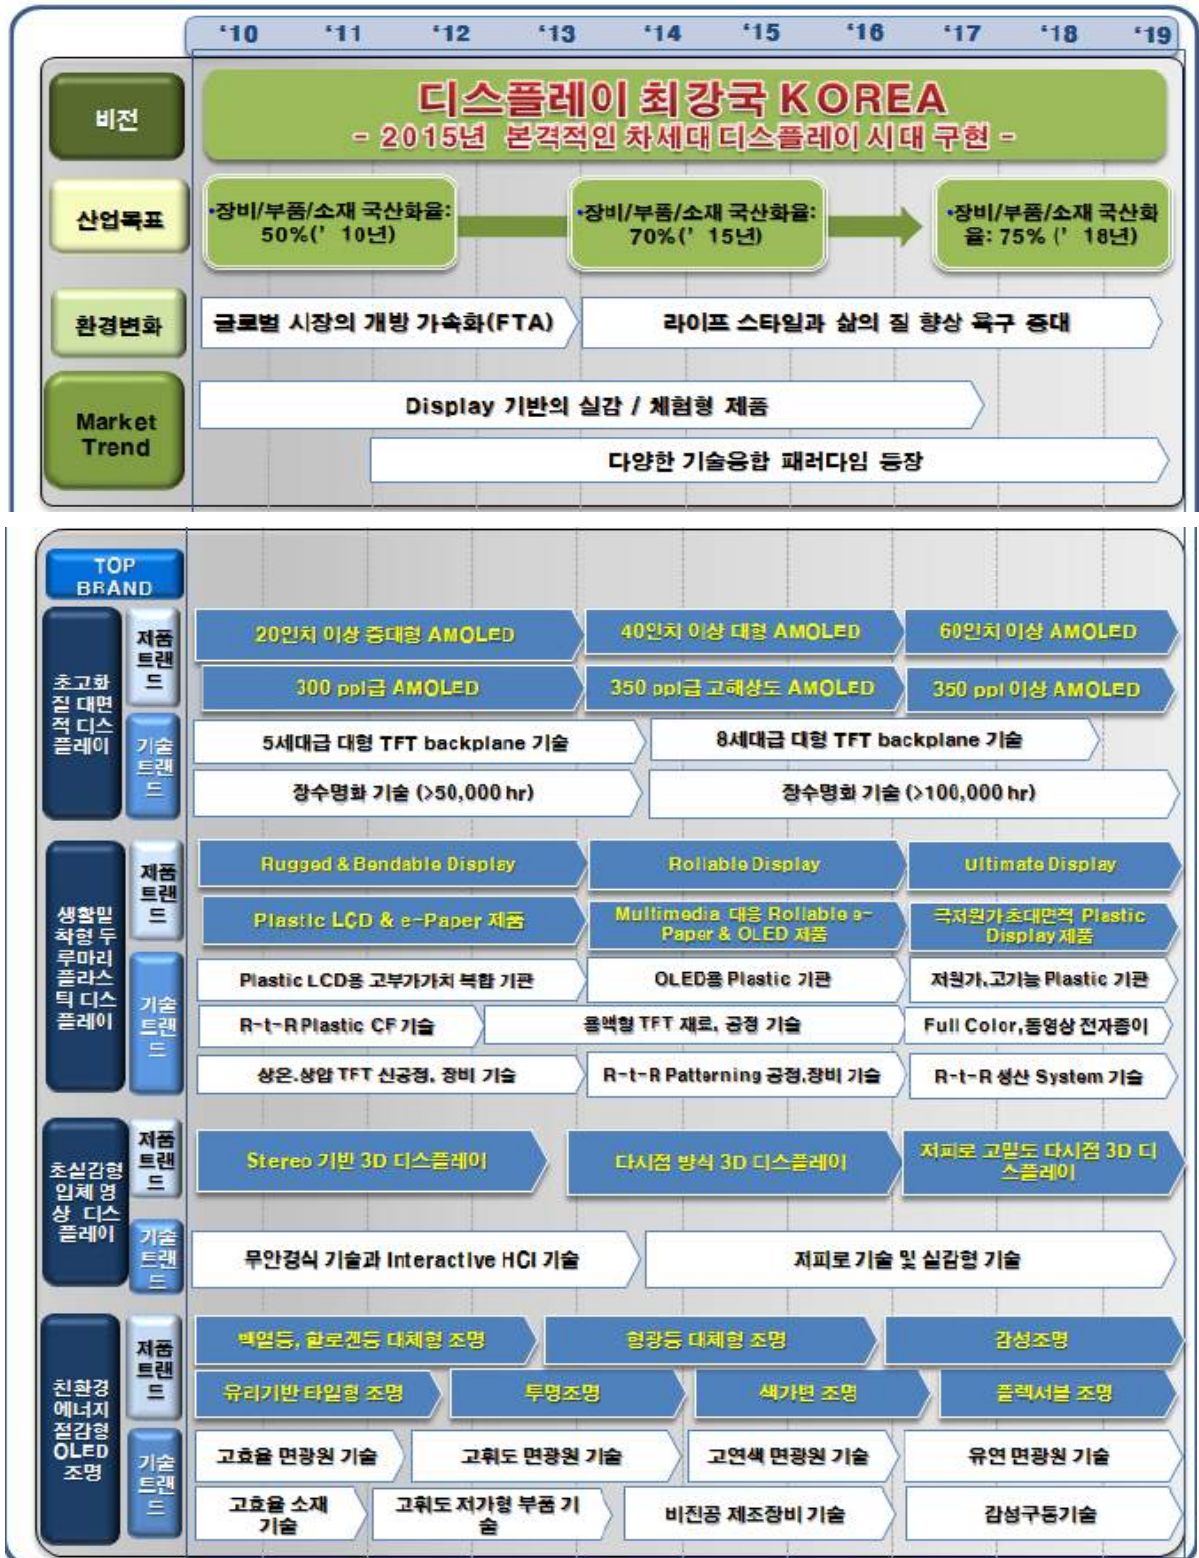 ‘10 ‘11 ‘12 ‘13 ‘14 ‘15 ‘16 ‘17 ‘18 ‘19
비전
디스플레이 최강국 KOREA
- 2015년 본격적인 차세대 디스플레이 시대 구현 -
산업목표
•장비/부품/소재 국산화율:
50%(’ 10년)
•장비/부품/소재 국산화율:
70%(’ 15년)
•장비/부품/소재 국산화
율: 75% (’ 18년)
환경변화
글로벌 시장의 개방 가속화(FTA)
라이프 스타일과 삶의 질 향상 욕구 증대
Market
Trend
Display 기반의 실감 / 체험형 제품
다양한 기술융합 패러다임 등장
TOP
BRAND
초고화
질 대면
적 디스
플레이
제품
트랜
드
20인치 이상 중대형 AMOLED
40인치 이상 대형 AMOLED
60인치 이상 AMOLED
300 ppi급 AMOLED
350 ppi급 고해상도 AMOLED
350 ppi 이상 AMOLED
기술
트랜
드
5세대급 대형 TFT backplane 기술
8세대급 대형 TFT backplane 기술
장수명화 기술 (>50,000 hr)
장수명화 기술 (>100,000 hr)
생활밀
착형 두
루마리
플라스
틱 디스
플레이
제품
트랜
드
Rugged & Bendable Display
Rollable Display
Ultimate Display
Plastic LCD & e-Paper 제품
Multimedia 대응 Rollable e-
Paper & OLED 제품
극저원가 초대면적 Plastic
Display 제품
기술
트랜
드
Plastic LCD용 고부가가치 복합 기판
OLED용 Plastic 기판
저원가,고기능 Plastic 기판
R-t-R Plastic CF 기술
용액형 TFT 재료, 공정 기술
Full Color,동영상 전자종이
상온.상압 TFT 신공정, 장비 기술
R-t-R Patterning 공정,장비 기술
R-t-R 생산 System 기술
초실감형
입체 영
상 디스
플레이
제품
트랜
드
Stereo 기반 3D 디스플레이
다시점 방식 3D 디스플레이
저피로 고밀도 다시점 3D 디
스플레이
기술
트랜
드
무안경식 기술과 Interactive HCI 기술
저피로 기술 및 실감형 기술
친환경
에너지
절감형
OLED
조명
제품
트랜
드
백열등, 할로겐등 대체형 조명
형광등 대체형 조명
감성조명
유리기반 타일형 조명
투명조명
색가변 조명
플렉서블 조명
기술
트랜
드
고효율 면광원 기술
고휘도 면광원 기술
고연색 면광원 기술
유연 면광원 기술
고효율 소재
기술
고휘도 저가형 부품 기
술
비진공 제조장비 기술
감성구동기술